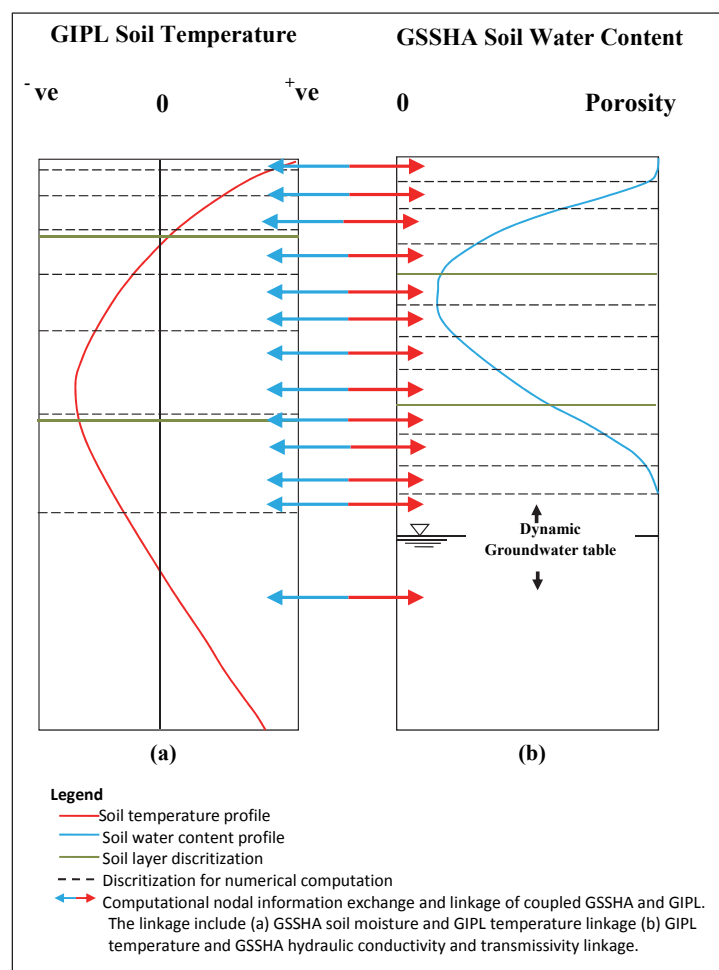 GIPL Soil Temperature
GSSHA Soil Water Content
-ve
0
+ve
0
Porosity
Dynamic
Groundwater table
(a)
(b)
Legend
Soil temperature profile
Soil water content profile
Soil layer discritization
Discritization for numerical computation
Computational nodal information exchange and linkage of coupled GSSHA and GIPL.
The linkage include (a) GSSHA soil moisture and GIPL temperature linkage (b) GIPL
temperature and GSSHA hydraulic conductivity and transmissivity linkage.